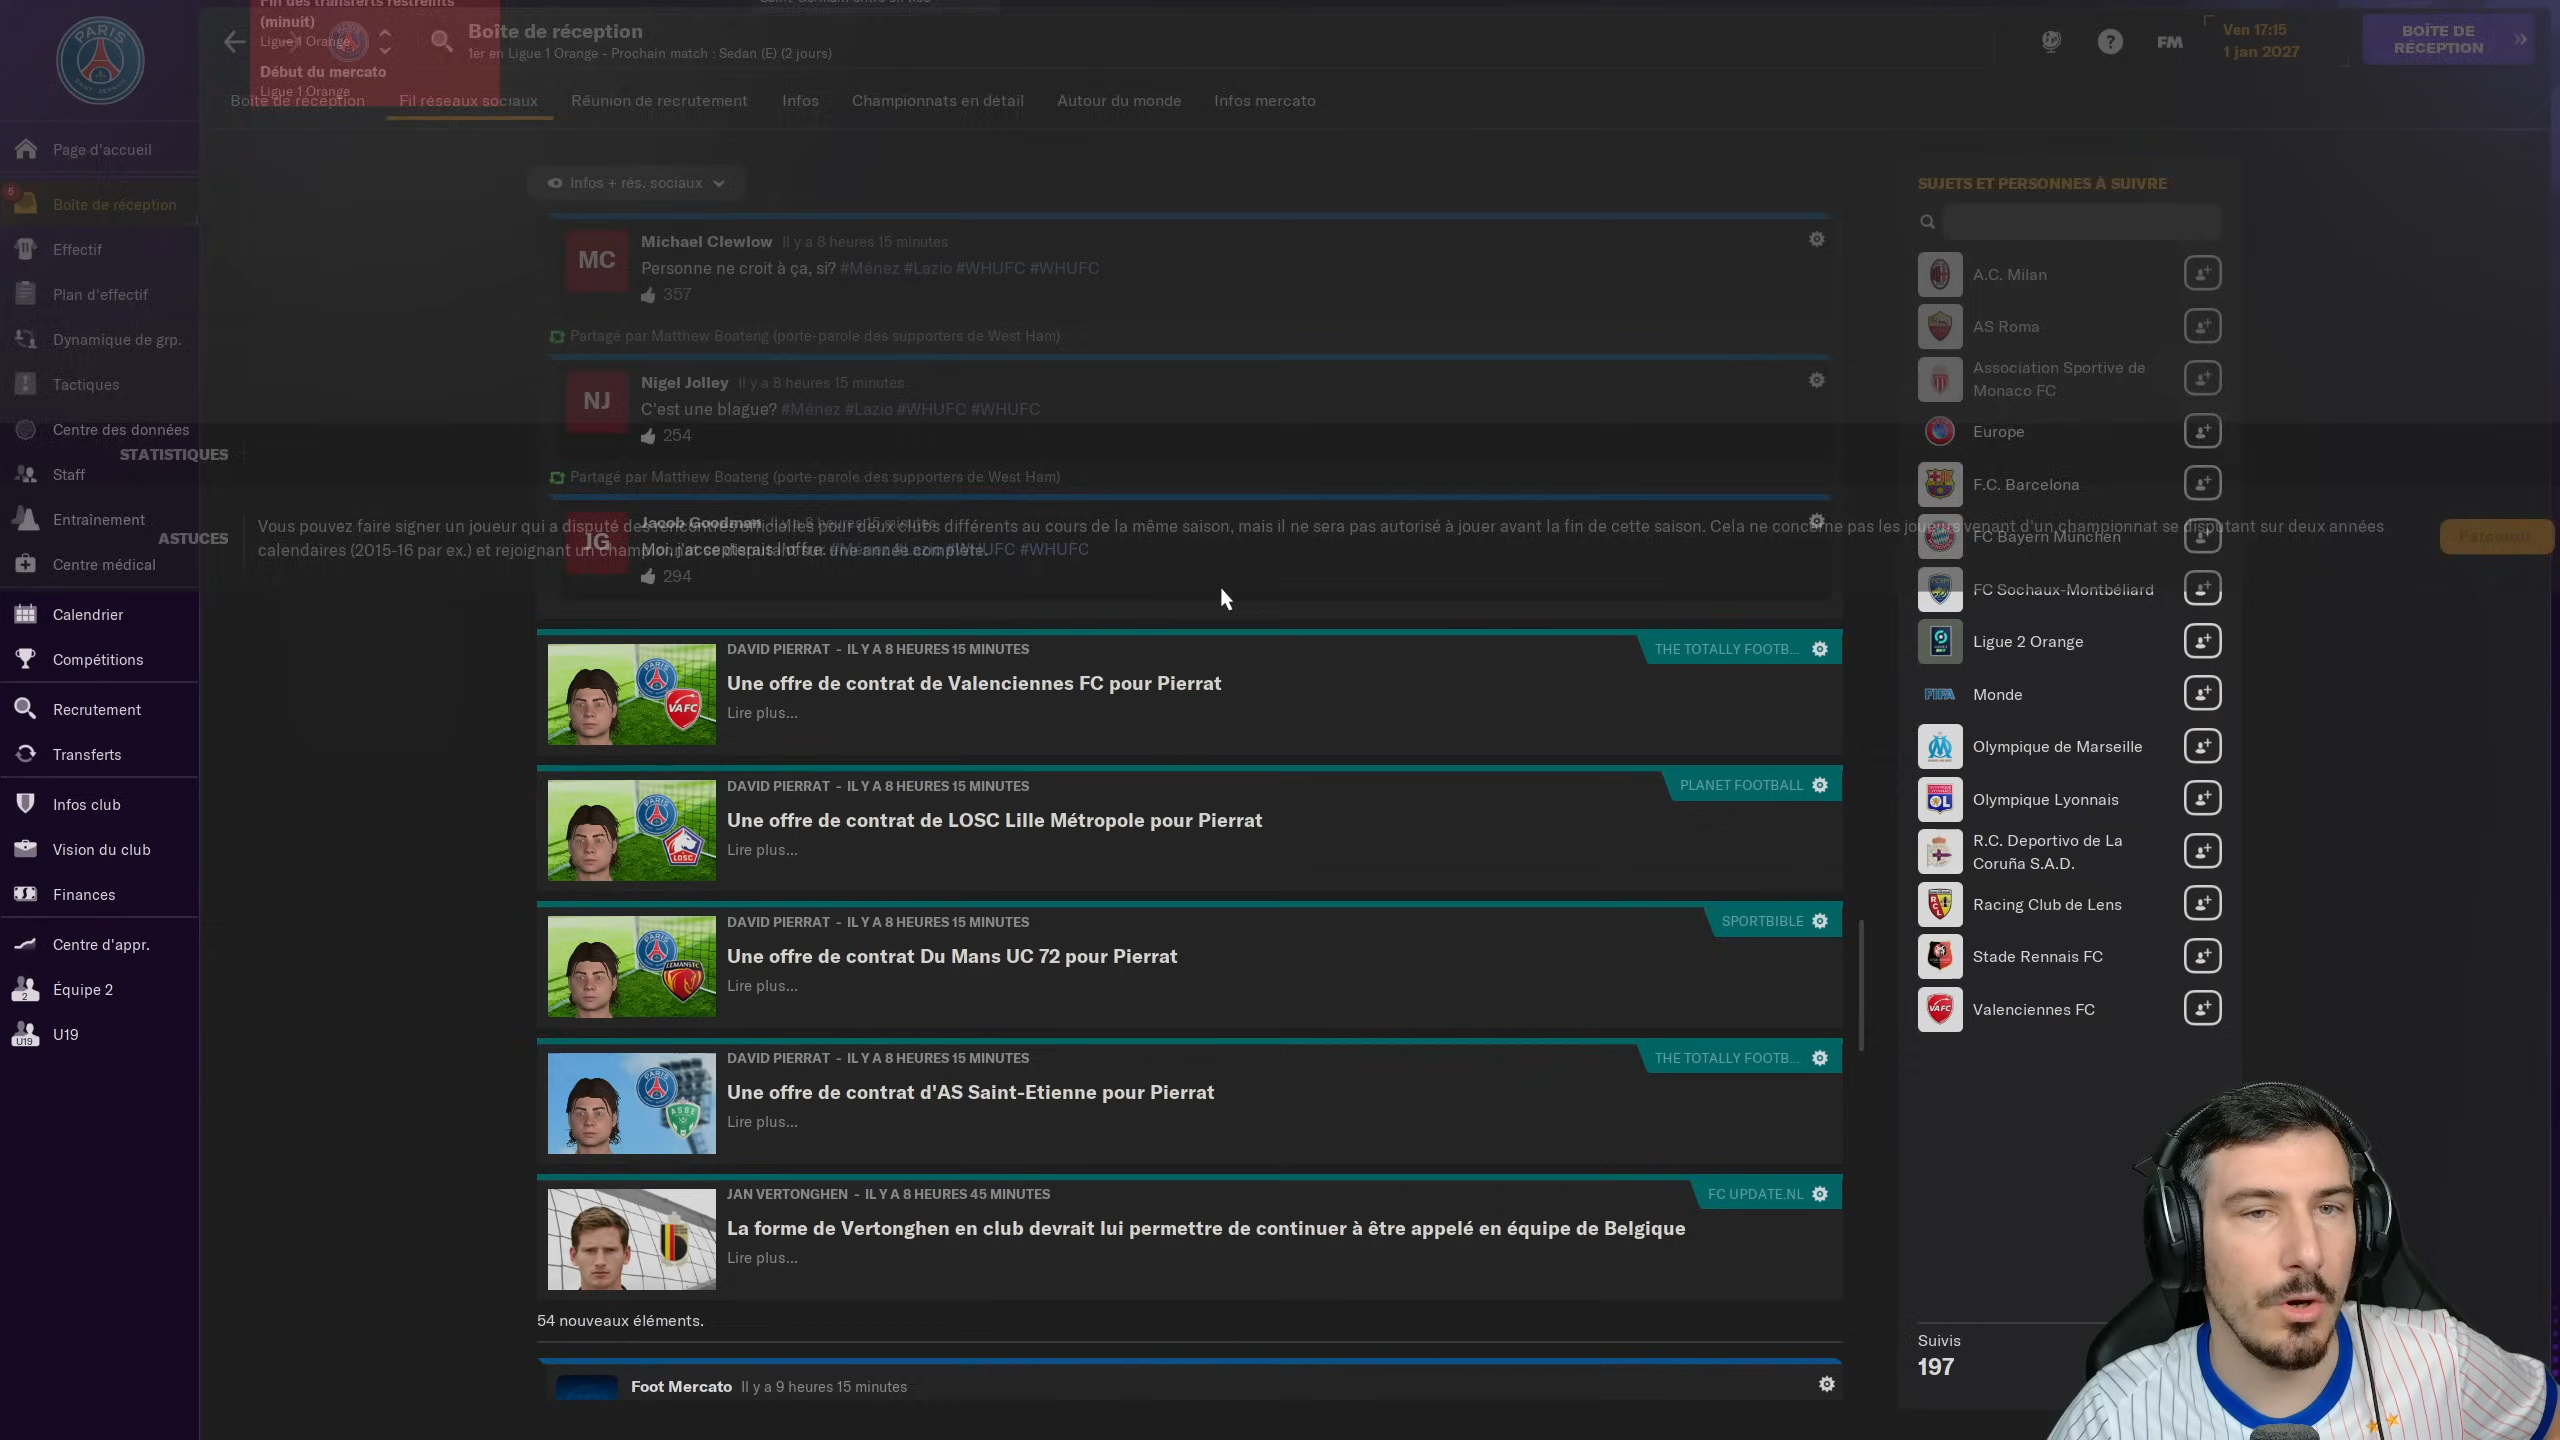 Fin des transferts restreints
(minuit)
Ligue 1 Orange
Début du mercato
Ligue 1 Orange
Boîte de réception
1er en Ligue 1 Orange - Prochain match : Sedan (E) (2 jours)
FM
Ven 17:15
1 jan 2027
BOÎTE DE
RÉCEPTION
Boîte de réception
Fil réseaux sociaux
Réunion de recrutement
Infos
Championnats en détail
Autour du monde
Infos mercato
Page d'accueil
6
Boîte de réception
Effectif
Plan d'effectif
Dynamique de grp.
Tactiques
Centre des données
Staff
Entraînement
Centre médical
Calendrier
Compétitions
Recrutement
Transferts
Infos club
Vision du club
Finances
Centre d'appr.
2
Équipe 2
U19
U19
STATISTIQUES
ASTUCES
Vous pouvez faire signer un joueur qui a disputé des rencontres officielles pour deux clubs différents au cours de la même saison, mais il ne sera pas autorisé à jouer avant la fin de cette saison. Cela ne concerne pas les joueurs venant d'un championnat se disputant sur deux années
calendaires (2015-16 par ex.) et rejoignant un championnat se disputant sur une année complète.
Infos + rés. sociaux
MC
Michael Clewlow Il y a 8 heures 15 minutes
Personne ne croit à ça, si? #Ménez #Lazio #WHUFC #WHUFC
357
Partagé par Matthew Boateng (porte-parole des supporters de West Ham)
NJ
Nigel Jolley Il y a 8 heures 15 minutes
C'est une blague? #Ménez #Lazio #WHUFC #WHUFC
254
Partagé par Matthew Boateng (porte-parole des supporters de West Ham)
JG
Jacob Goodman Il y a 8 heures 15 minutes
Moi, j'accepterait l'offre. #Ménez #Lazio #WHUFC #WHUFC
294
DAVID PIERRAT - IL Y A 8 HEURES 15 MINUTES
THE TOTALLY FOOTB...
Une offre de contrat de Valenciennes FC pour Pierrat
Lire plus...
DAVID PIERRAT - IL Y A 8 HEURES 15 MINUTES
PLANET FOOTBALL
Une offre de contrat de LOSC Lille Métropole pour Pierrat
Lire plus...
DAVID PIERRAT - IL Y A 8 HEURES 15 MINUTES
SPORTBIBLE
Une offre de contrat Du Mans UC 72 pour Pierrat
Lire plus...
DAVID PIERRAT - IL Y A 8 HEURES 15 MINUTES
THE TOTALLY FOOTB...
Une offre de contrat d'AS Saint-Etienne pour Pierrat
Lire plus...
JAN VERTONGHEN - IL Y A 8 HEURES 45 MINUTES
FC UPDATE.NL
La forme de Vertonghen en club devrait lui permettre de continuer à être appelé en équipe de Belgique
Lire plus...
54 nouveaux éléments.
Foot Mercato Il y a 9 heures 15 minutes
SUJETS ET PERSONNES À SUIVRE
A.C. Milan
AS Roma
Association Sportive de
Monaco FC
Europe
F.C. Barcelona
FC Bayern München
FC Sochaux-Montbéliard
Ligue 2 Orange
FIFA
Monde
Olympique de Marseille
Olympique Lyonnais
R.C. Deportivo de La
Coruña S.A.D.
Racing Club de Lens
Stade Rennais FC
Valenciennes FC
Suivis
197